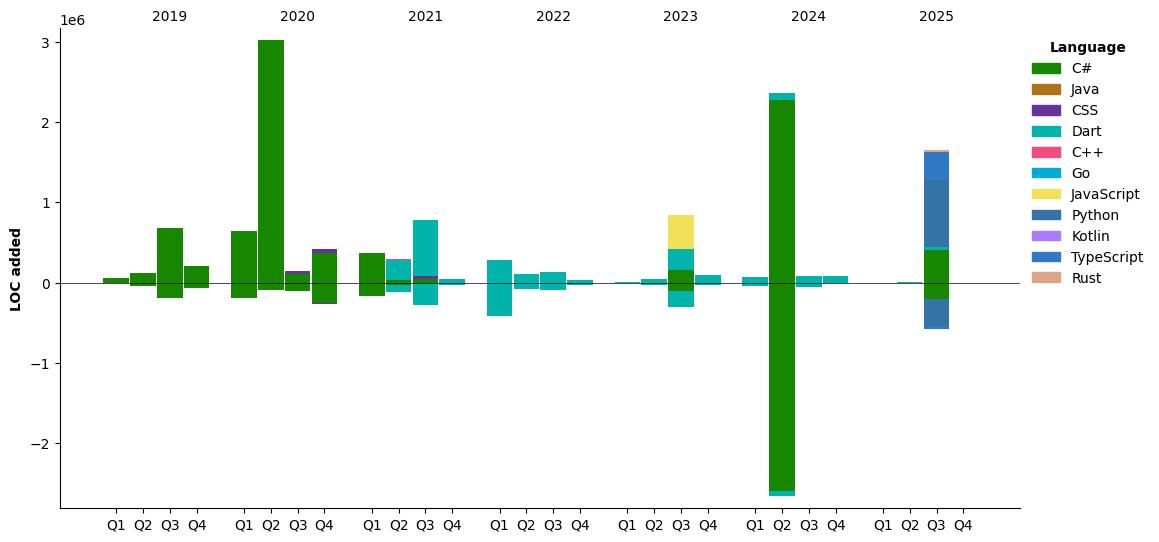 1e6
2019 2020 2021 2022 2023 2024 2025
3
2
1
0
−1
−2
LOC added
Q1 Q2 Q3 Q4 Q1 Q2 Q3 Q4 Q1 Q2 Q3 Q4 Q1 Q2 Q3 Q4 Q1 Q2 Q3 Q4 Q1 Q2 Q3 Q4 Q1 Q2 Q3 Q4
Language
C#
Java
CSS
Dart
C++
Go
JavaScript
Python
Kotlin
TypeScript
Rust